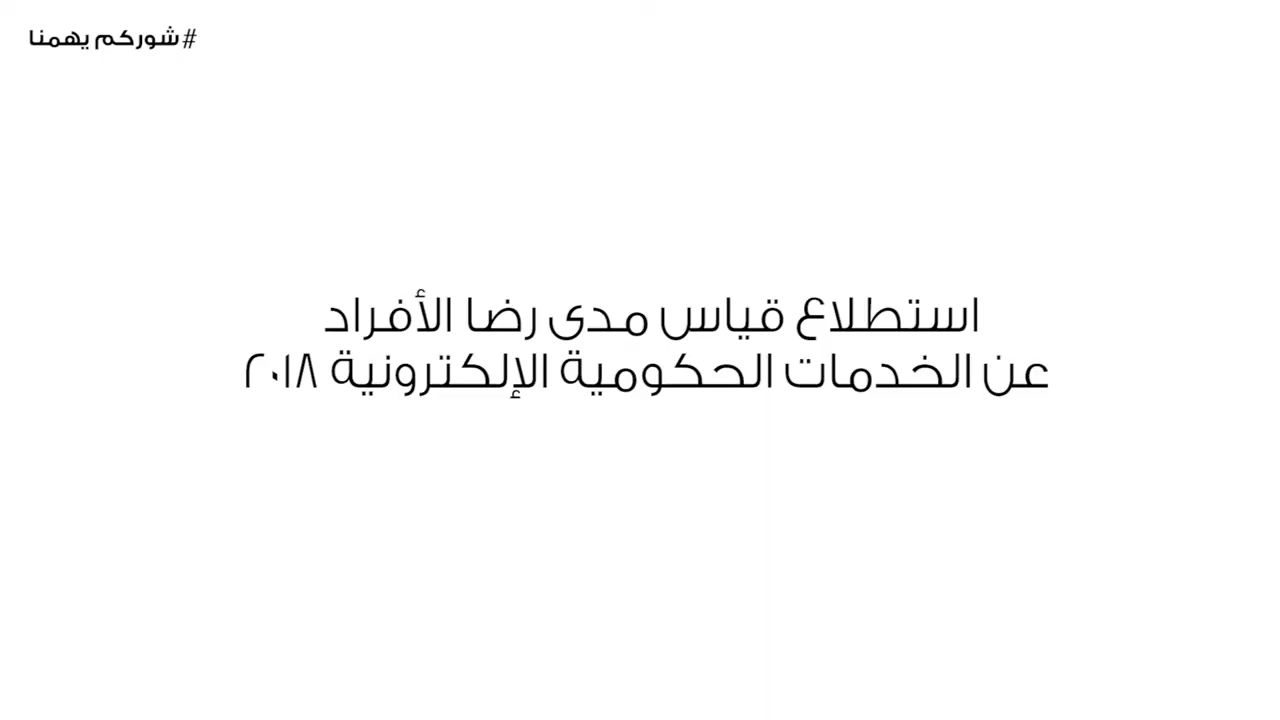 #شوركم يهمنا
استطلاع قياس مدى رضا الأفراد
عن الخدمات الحكومية الإلكترونية ٢٠١٨